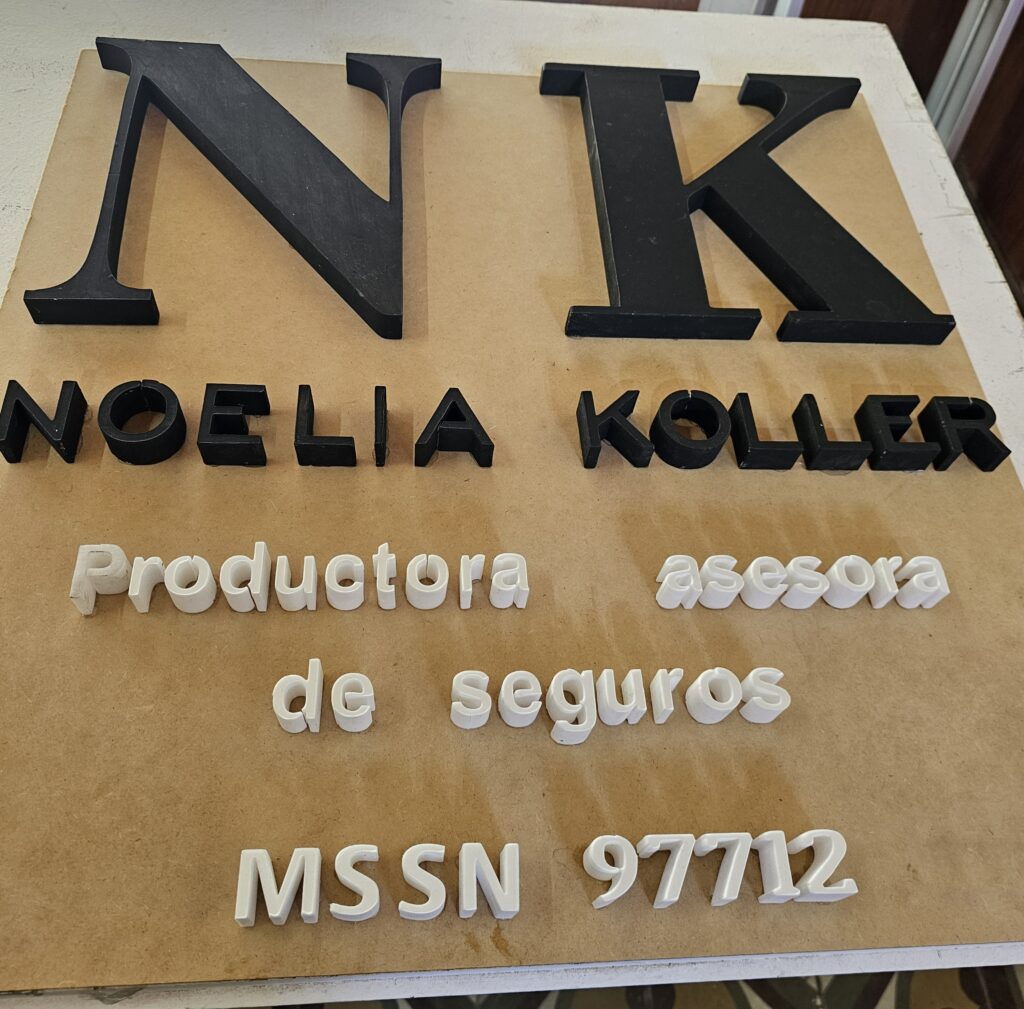 NK
NOELIA KOLLER
Productora asesora
de seguros
MSSN 97712